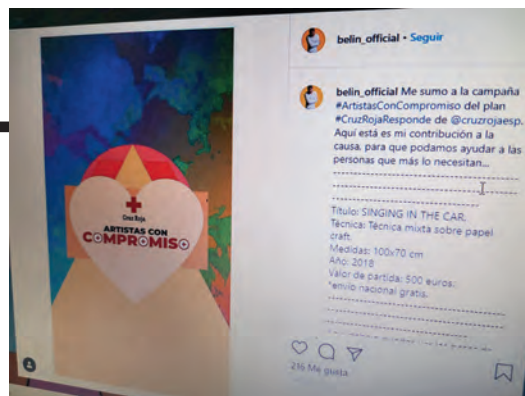 belin_official • Seguir
belin_official Me sumo a la campaña
#ArtistasConCompromiso del plan
#CruzRojaResponde de @cruzrojaesp.
Aquí está es mi contribución a la
causa, para que podamos ayudar a las
personas que más lo necesitan...
Título: SINGING IN THE CAR.
Técnica: Técnica mixta sobre papel
craft.
Medidas: 100x70 cm
Año: 2018
Valor de partida: 500 euros.
*envío nacional gratis.
216 Me gusta
Cruz Roja
ARTISTAS CON
COMPROMISO